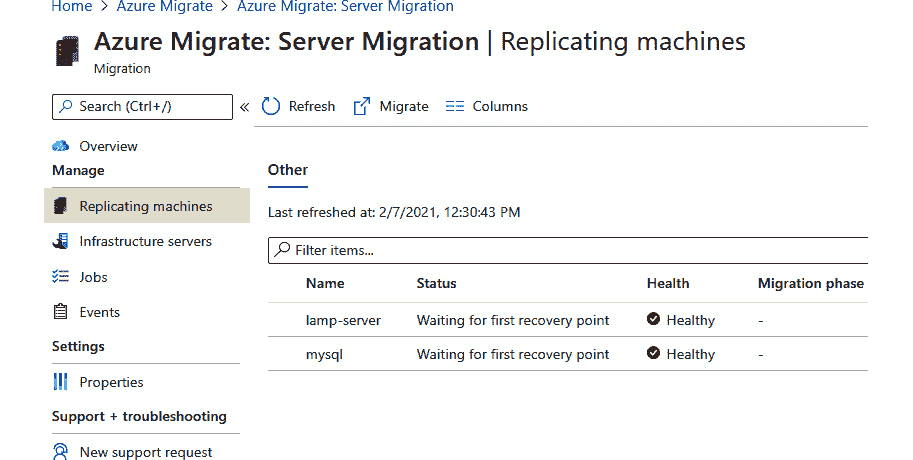 Home > Azure Migrate > Azure Migrate: Server Migration
Azure Migrate: Server Migration | Replicating machines
Migration
Search (Ctrl+/)
«
Refresh
Migrate
Columns
Overview
Manage
Replicating machines
Infrastructure servers
Jobs
Events
Settings
Properties
Support + troubleshooting
New support request
Other
Last refreshed at: 2/7/2021, 12:30:43 PM
Filter items...
Name Status Health Migration phase
lamp-server Waiting for first recovery point Healthy -
mysql Waiting for first recovery point Healthy -